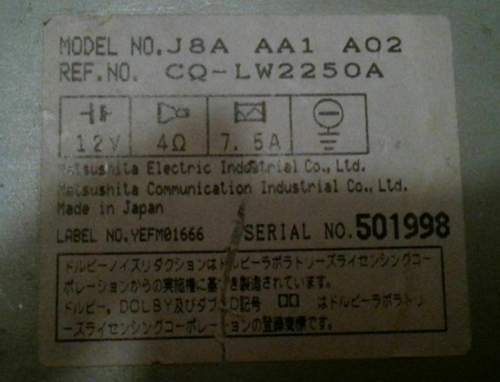 MODEL NO. J8A AA1 A02
REF. NO. CQ-LW2250A
12V 4Ω 7.5A
Matsushita Electric Industrial Co., Ltd.
Matsushita Communication Industrial Co., Ltd.
Made in Japan
LABEL NO. YEFM01666 SERIAL NO. 501998
ドルビーノイズリダクションはドルビーラボラトリーズライセンシングコー
ポレーションからの実施権に基づき製造されています。
ドルビー, DOLBY及びダブルD記号 はドルビーラボラトリ
ーズライセンシングコーポレーションの登録商標です。